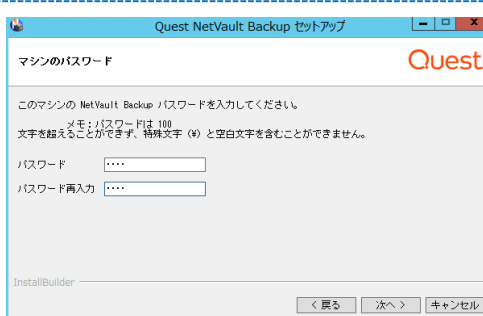 Quest NetVault Backup セットアップ
マシンのパスワード
Quest
このマシンの NetVault Backup パスワードを入力してください。
メモ：パスワードは 100
文字を超えることができず、特殊文字（¥）と空白文字を含むことができません。
パスワード ••••
パスワード再入力 ••••
InstallBuilder
< 戻る 次へ > キャンセル